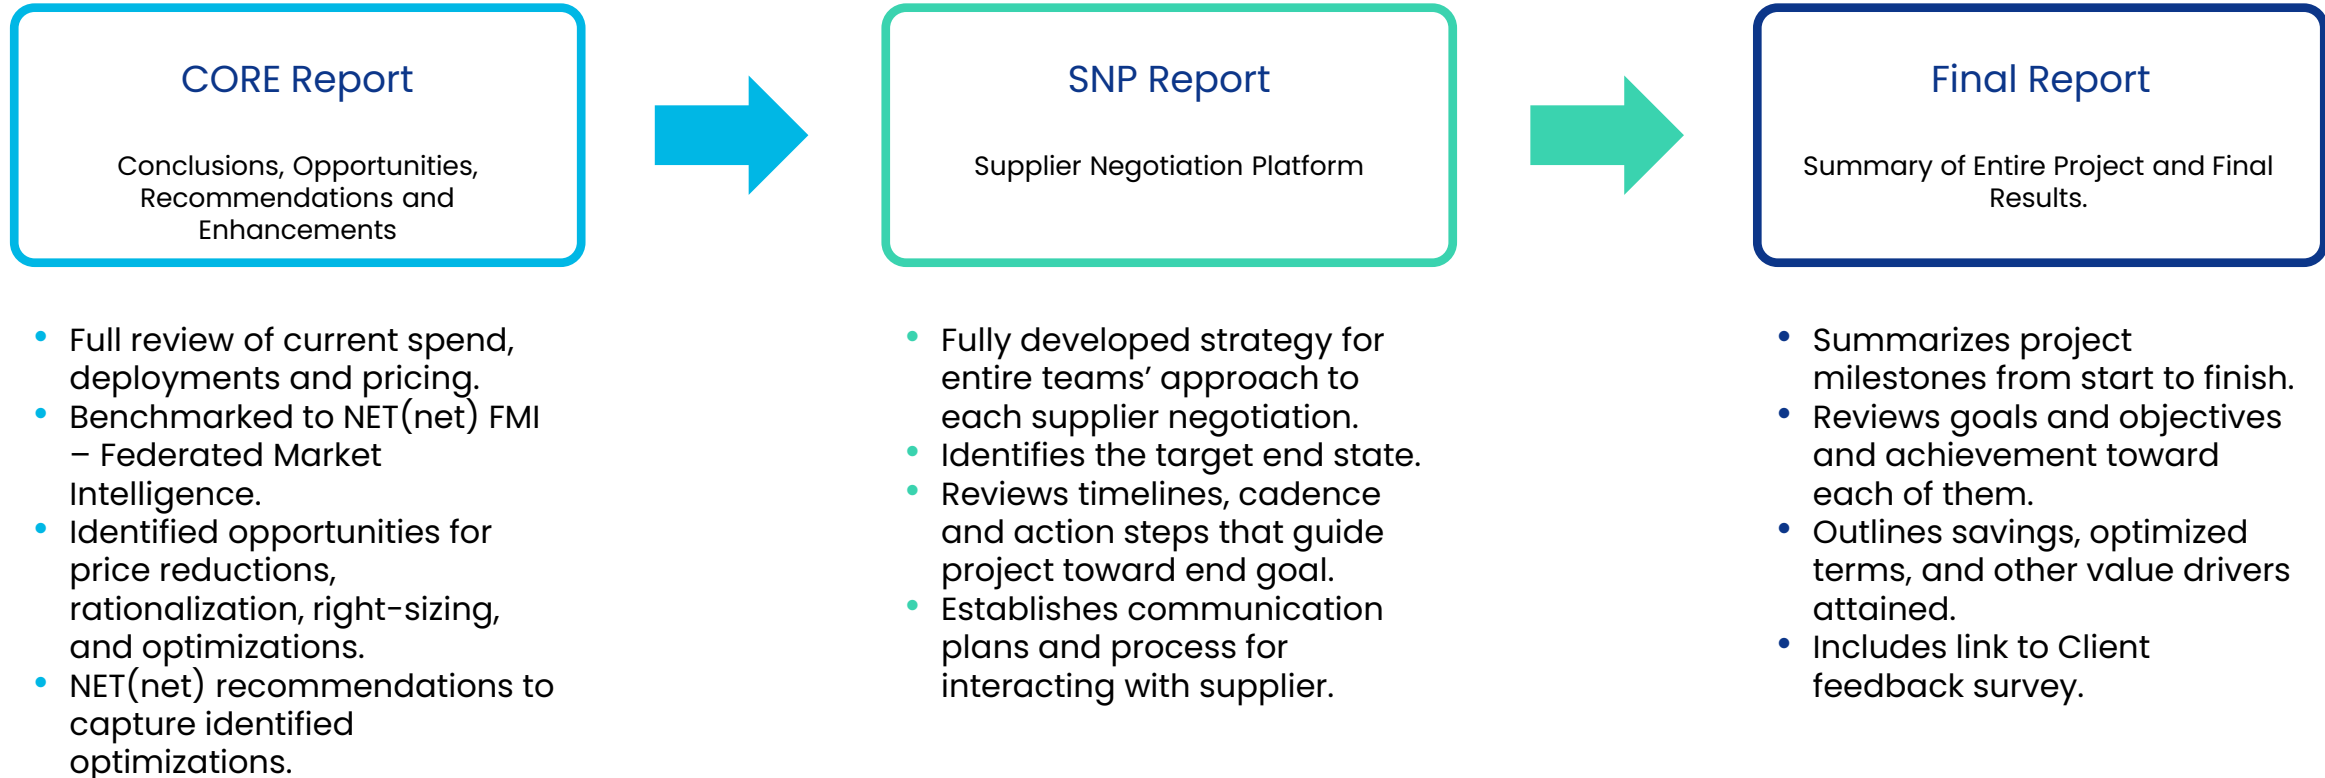 CORE Report
Conclusions, Opportunities,
Recommendations and
Enhancements
• Full review of current spend,
deployments and pricing.
• Benchmarked to NET(net) FMI
– Federated Market
Intelligence.
• Identified opportunities for
price reductions,
rationalization, right-sizing,
and optimizations.
• NET(net) recommendations to
capture identified
optimizations.
SNP Report
Supplier Negotiation Platform
• Fully developed strategy for
entire teams’ approach to
each supplier negotiation.
• Identifies the target end state.
• Reviews timelines, cadence
and action steps that guide
project toward end goal.
• Establishes communication
plans and process for
interacting with supplier.
Final Report
Summary of Entire Project and Final
Results.
• Summarizes project
milestones from start to finish.
• Reviews goals and objectives
and achievement toward
each of them.
• Outlines savings, optimized
terms, and other value drivers
attained.
• Includes link to Client
feedback survey.